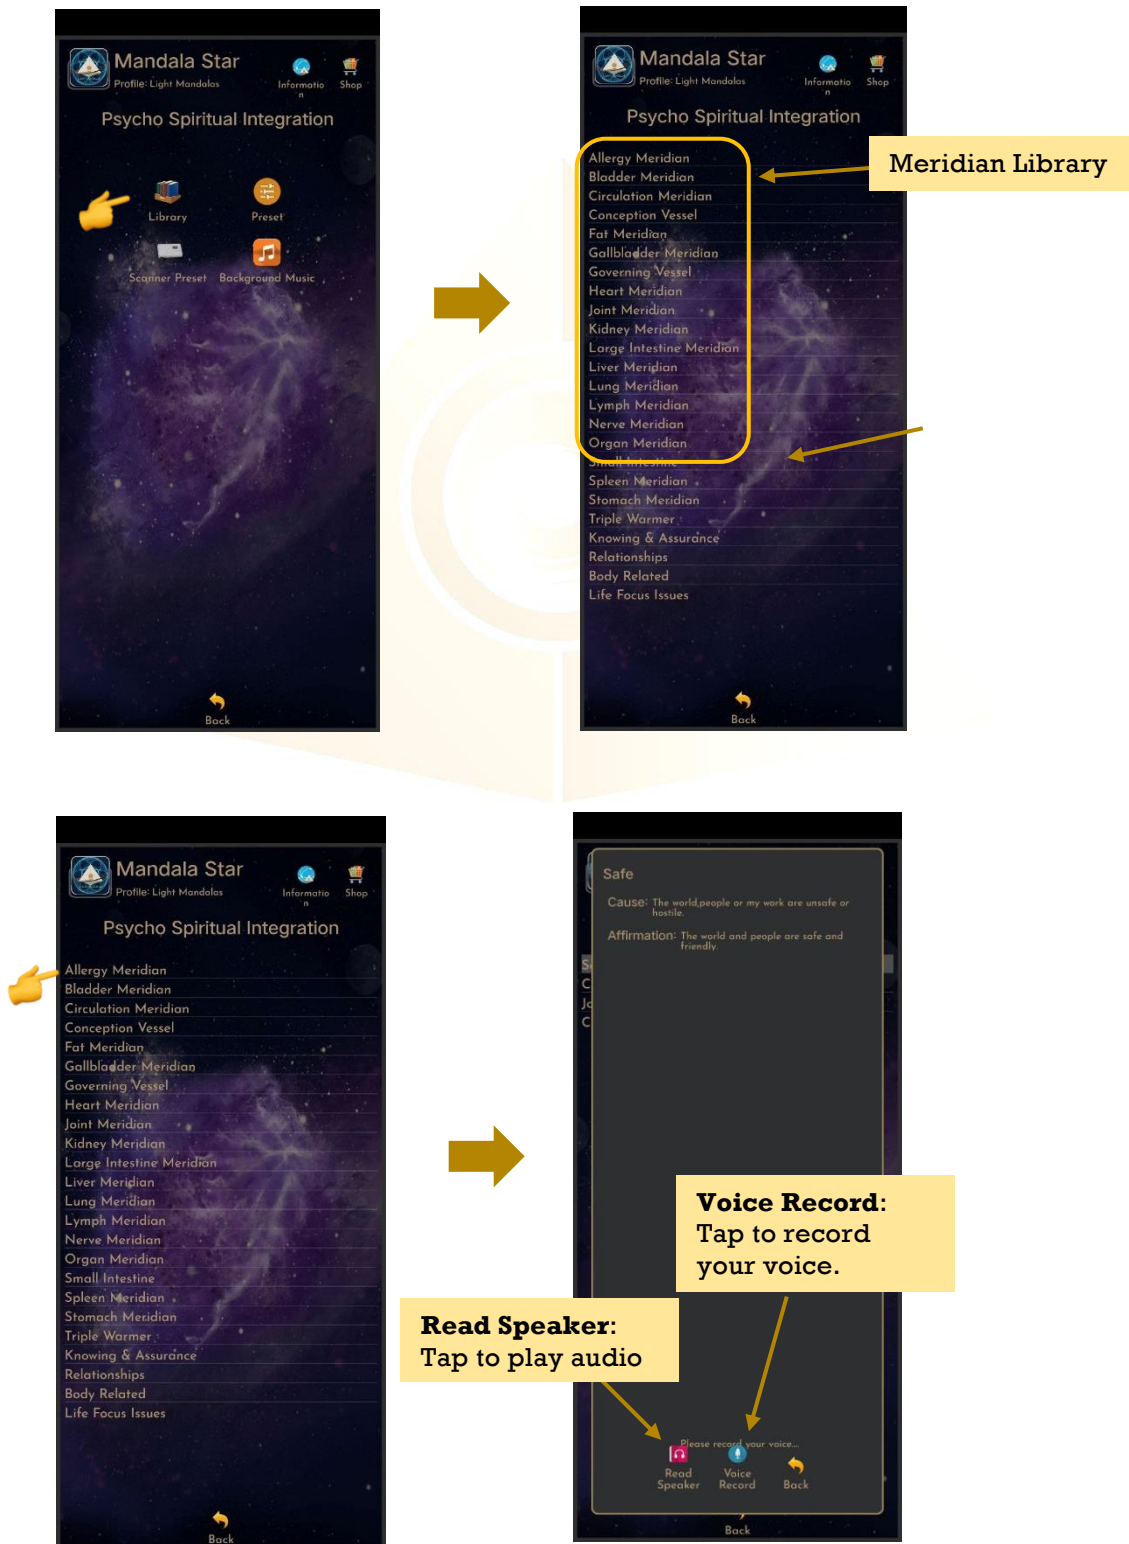 Mandala Star
Profile: Light Mandalas
Informatio
n
Shop
Psycho Spiritual Integration
Library
Preset
Scanner Preset
Background Music
Back
Mandala Star
Profile: Light Mandalas
Informatio
n
Shop
Psycho Spiritual Integration
Allergy Meridian
Bladder Meridian
Circulation Meridian
Conception Vessel
Fat Meridian
Gallbladder Meridian
Governing Vessel
Heart Meridian
Joint Meridian
Kidney Meridian
Large Intestine Meridian
Liver Meridian
Lung Meridian
Lymph Meridian
Nerve Meridian
Organ Meridian
Small Intestine
Spleen Meridian
Stomach Meridian
Triple Warmer
Knowing & Assurance
Relationships
Body Related
Life Focus Issues
Back
Meridian Library
Mandala Star
Profile: Light Mandalas
Informatio
n
Shop
Psycho Spiritual Integration
Allergy Meridian
Bladder Meridian
Circulation Meridian
Conception Vessel
Fat Meridian
Gallbladder Meridian
Governing Vessel
Heart Meridian
Joint Meridian
Kidney Meridian
Large Intestine Meridian
Liver Meridian
Lung Meridian
Lymph Meridian
Nerve Meridian
Organ Meridian
Small Intestine
Spleen Meridian
Stomach Meridian
Triple Warmer
Knowing & Assurance
Relationships
Body Related
Life Focus Issues
Back
Safe
Cause: The world,people or my work are unsafe or
hostile.
Affirmation: The world and people are safe and
friendly.
Voice Record:
Tap to record
your voice.
Read Speaker:
Tap to play audio
Please record your voice...
Read
Speaker
Voice
Record
Back
Back